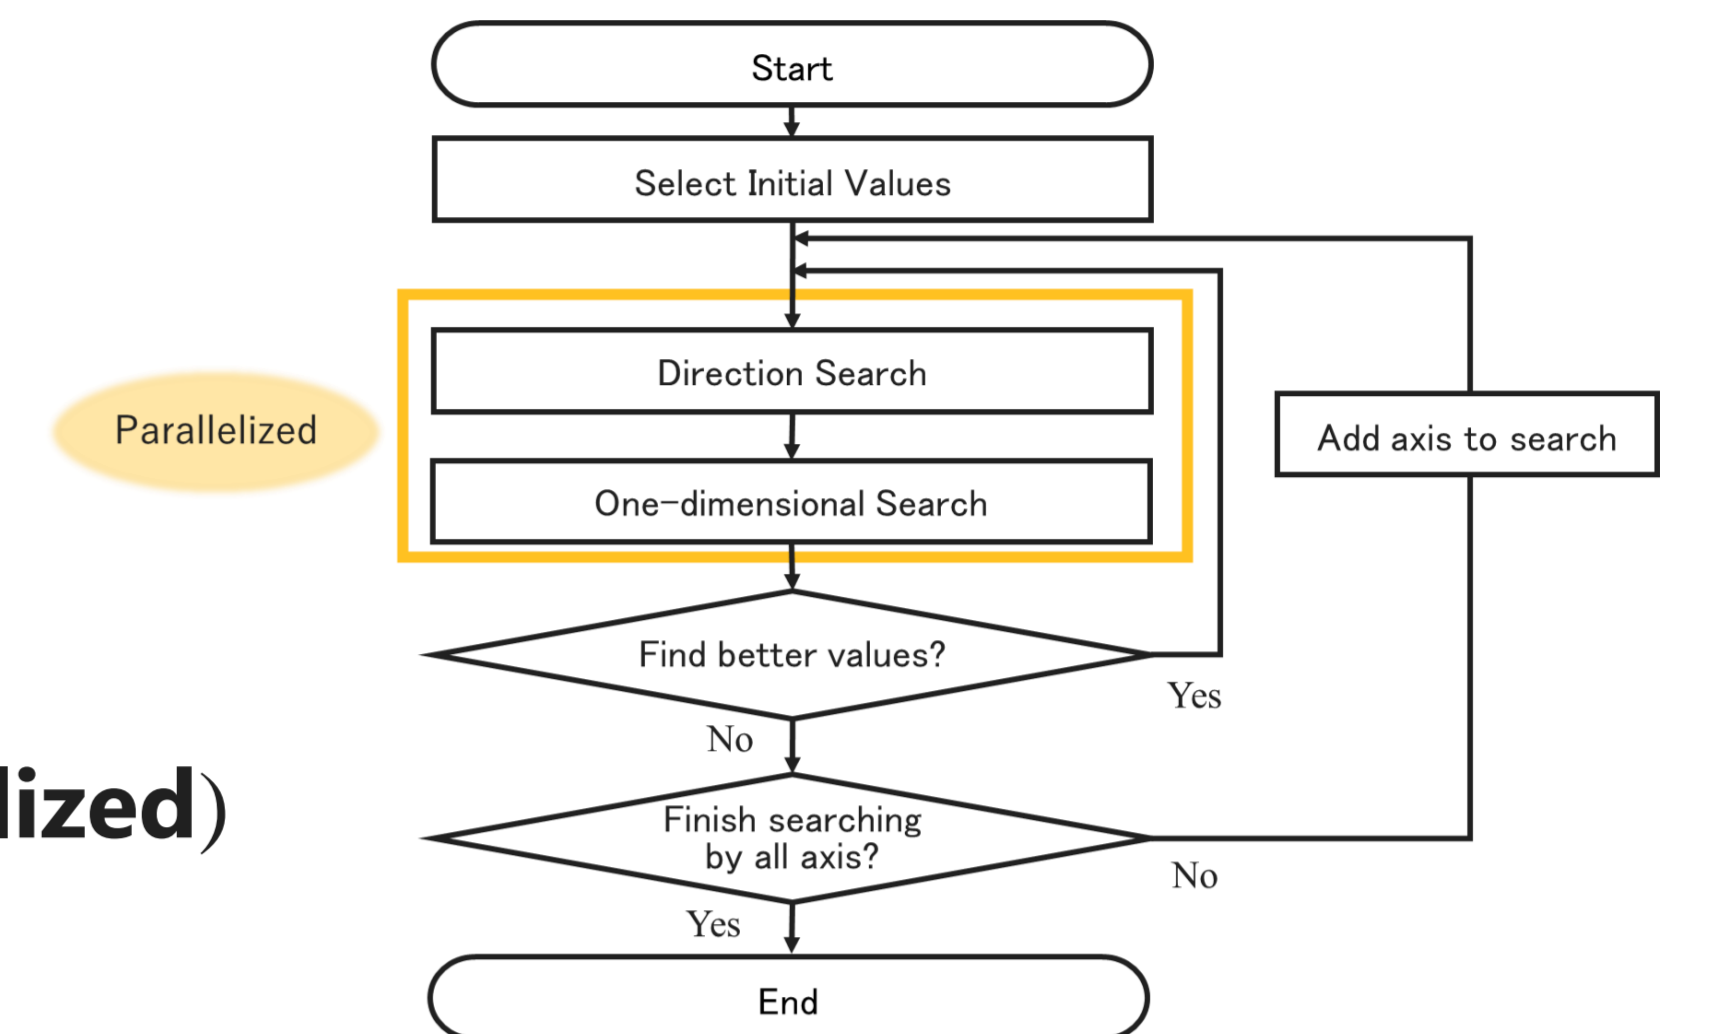 Start
Select Initial Values
Direction Search
Parallelized
Add axis to search
One-dimensional Search
Find better values?
Yes
No
lized)
Finish searching
by all axis?
No
Yes
End